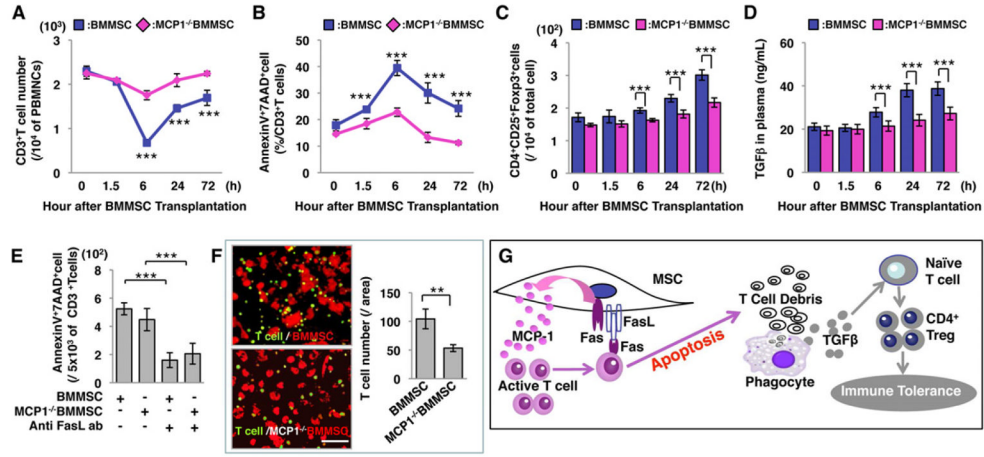 A
(10³)
:BMMSC :MCP1⁻/⁻BMMSC
CD3⁺T cell number
(/10⁴ of PBMNCs)
3
2
1
0
***
***
***
0 1.5 6 24 72 (h)
Hour after BMMSC Transplantation
B
:BMMSC :MCP1⁻/⁻BMMSC
AnnexinV⁺7AAD⁺cell
(%/CD3⁺T cells)
50
40
30
20
10
0
***
***
***
***
0 1.5 6 24 72 (h)
Hour after BMMSC Transplantation
C
(10²)
:BMMSC :MCP1⁻/⁻BMMSC
CD4⁺CD25⁺Foxp3⁺cells
(/ 10⁴ of total cell)
4
3
2
1
0
***
***
***
0 1.5 6 24 72 (h)
Hour after BMMSC Transplantation
D
:BMMSC :MCP1⁻/⁻BMMSC
TGFβ in plasma (ng/mL)
60
40
20
0
***
***
***
0 1.5 6 24 72 (h)
Hour after BMMSC Transplantation
E
(10²)
AnnexinV⁺7AAD⁺cell
(/ 5x10³ of CD3 ⁺Tcells)
8
6
4
2
0
***
***
BMMSC + - + -
MCP1⁻/⁻BMMSC - + - +
Anti FasL ab - - + +
F
T cell / BMMSC
T cell /MCP1⁻/⁻BMMSC
T cell number (/ area)
150
100
50
0
**
BMMSC
MCP1⁻/⁻BMMSC
G
MSC
MCP-1
FasL
Fas
Fas
Active T cell
Apoptosis
T Cell Debris
Phagocyte
TGFβ
Naïve
T cell
CD4⁺
Treg
Immune Tolerance